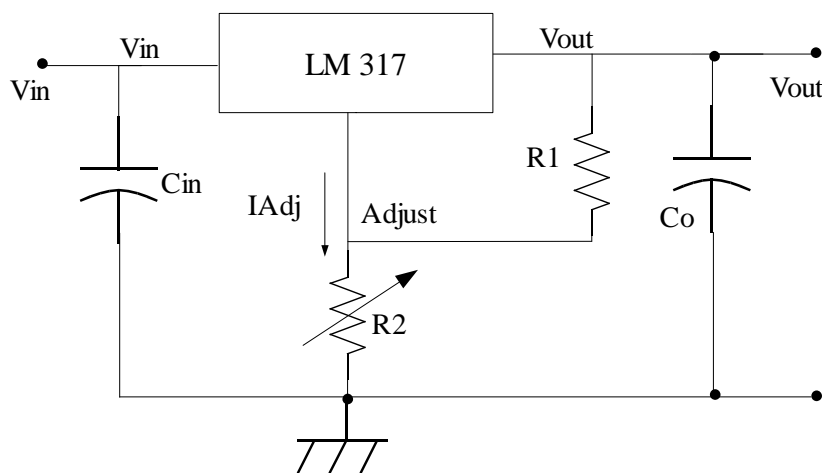 Vin
Vin
LM 317
Vout
Vout
Cin
R1
IAdj
Adjust
Co
R2